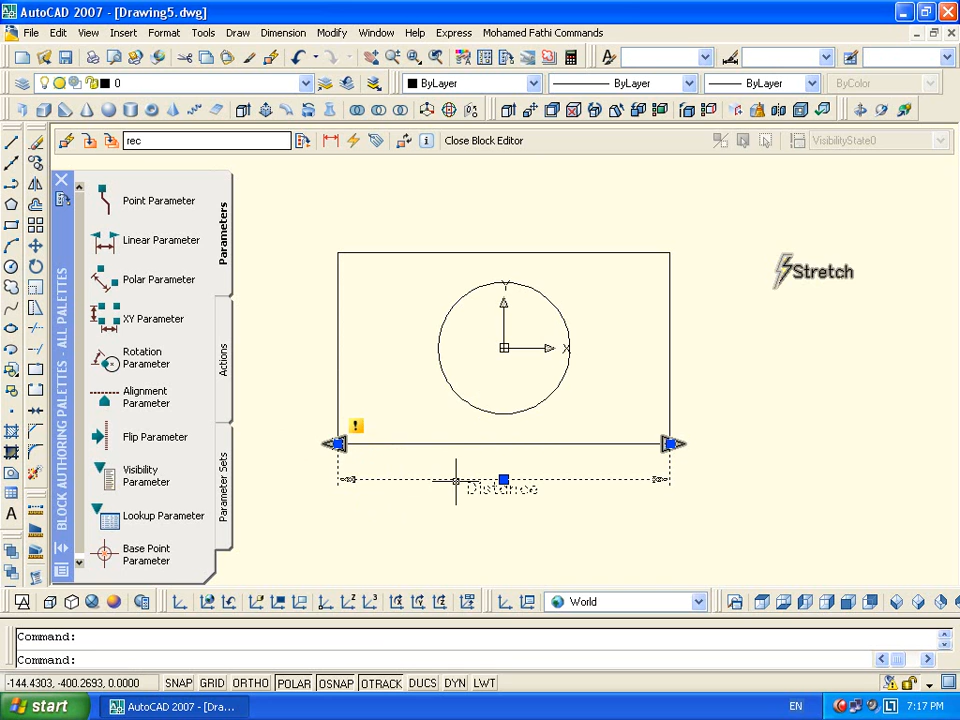 AutoCAD 2007 - [Drawing5.dwg]
File Edit View Insert Format Tools Draw Dimension Modify Window Help Express Mohamed Fathi Commands
0 ByLayer ByLayer ByLayer ByColor
rec Close Block Editor VisibilityState0
Point Parameter
Linear Parameter
Polar Parameter
XY Parameter
Rotation
Parameter
Alignment
Parameter
Flip Parameter
Visibility
Parameter
Lookup Parameter
Base Point
Parameter
Parameters
Actions
Parameter Sets
BLOCK AUTHORING PALETTES - ALL PALETTES
Stretch
Y
X
!
Distance
A
World
Command:
Command:
-144.4303, -400.2693, 0.0000 SNAP GRID ORTHO POLAR OSNAP OTRACK DUCS DYN LWT
start AutoCAD 2007 - [Dra... EN 7:17 PM